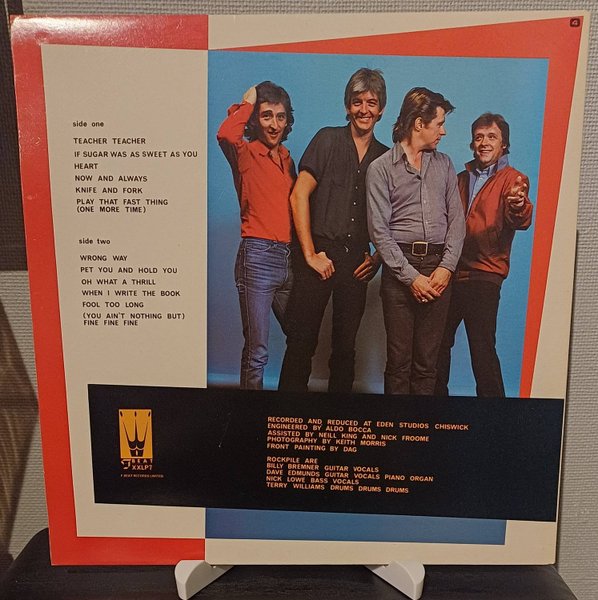 4
side one
TEACHER TEACHER
IF SUGAR WAS AS SWEET AS YOU
HEART
NOW AND ALWAYS
KNIFE AND FORK
PLAY THAT FAST THING
(ONE MORE TIME)
side two
WRONG WAY
PET YOU AND HOLD YOU
OH WHAT A THRILL
WHEN I WRITE THE BOOK
FOOL TOO LONG
(YOU AIN'T NOTHING BUT)
FINE FINE FINE
F BEAT
XXLP7
F BEAT RECORDS LIMITED
RECORDED AND REDUCED AT EDEN STUDIOS CHISWICK
ENGINEERED BY ALDO BOCCA
ASSISTED BY NEILL KING AND NICK FROOME
PHOTOGRAPHY BY KEITH MORRIS
FRONT PAINTING BY DAG
ROCKPILE ARE
BILLY BREMNER GUITAR VOCALS
DAVE EDMUNDS GUITAR VOCALS PIANO ORGAN
NICK LOWE BASS VOCALS
TERRY WILLIAMS DRUMS DRUMS DRUMS